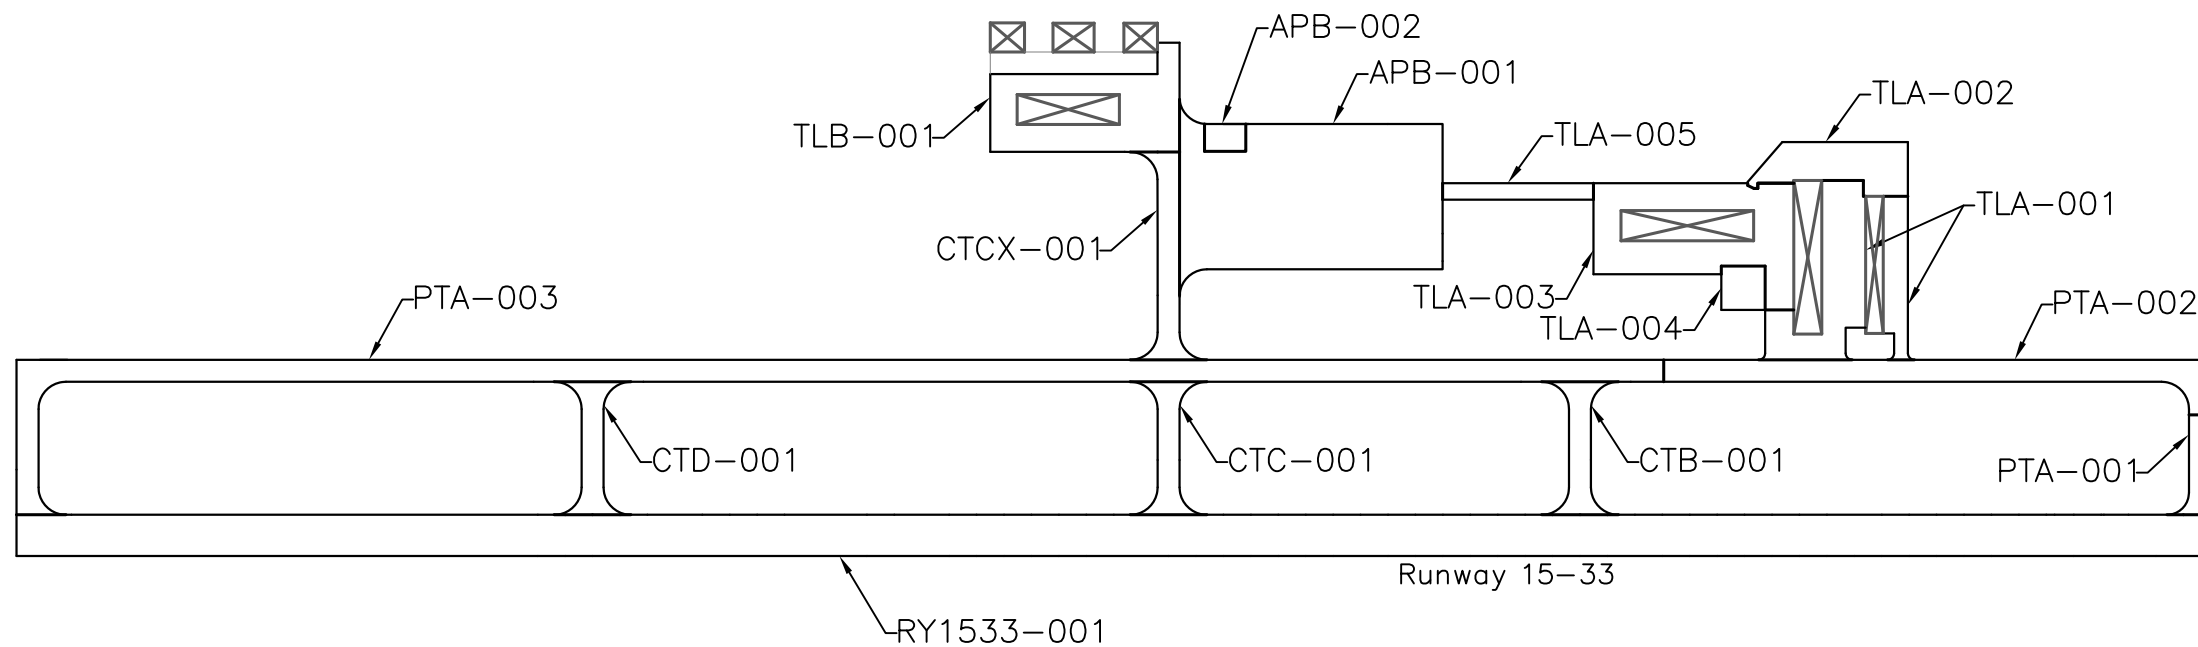 APB-002
APB-001
TLA-002
TLB-001
TLA-005
TLA-001
CTCX-001
PTA-003
TLA-003
PTA-002
TLA-004
CTD-001
CTC-001
CTB-001
PTA-001
Runway 15-33
RY1533-001